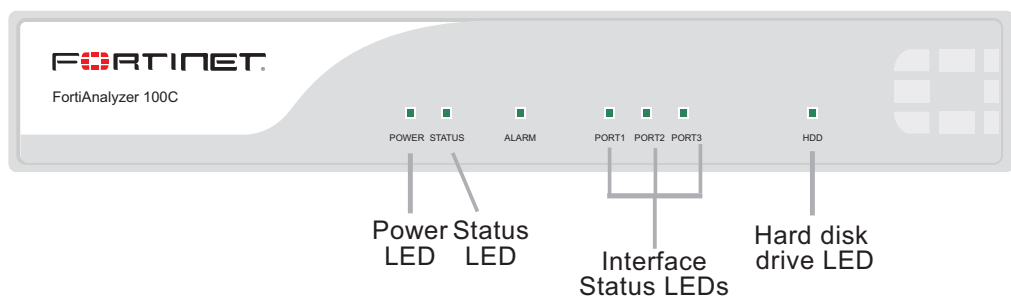 FORTINET
FortiAnalyzer 100C
POWER STATUS ALARM PORT1 PORT2 PORT3 HDD
Power LED
Status LED
Interface Status LEDs
Hard disk drive LED